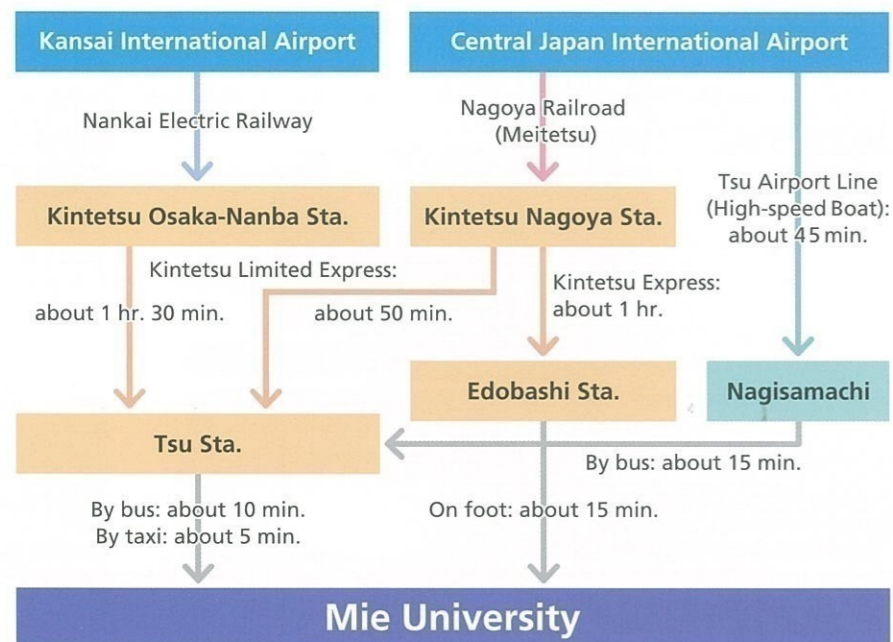 Kansai International Airport
Central Japan International Airport
Nankai Electric Railway
Nagoya Railroad
(Meitetsu)
Tsu Airport Line
(High-speed Boat):
about 45 min.
Kintetsu Osaka-Nanba Sta.
Kintetsu Nagoya Sta.
Kintetsu Limited Express:
about 1 hr. 30 min.
about 50 min.
Kintetsu Express:
about 1 hr.
Edobashi Sta.
Nagisamachi
Tsu Sta.
By bus: about 15 min.
By bus: about 10 min.
By taxi: about 5 min.
On foot: about 15 min.
Mie University